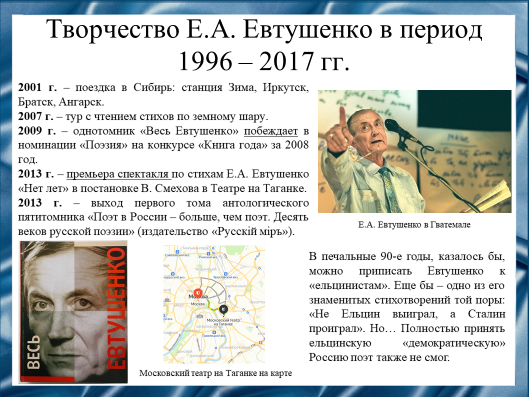 Творчество Е.А. Евтушенко в период
1996 – 2017 гг.
2001 г. – поездка в Сибирь: станция Зима, Иркутск,
Братск, Ангарск.
2007 г. – тур с чтением стихов по земному шару.
2009 г. – однотомник «Весь Евтушенко» побеждает в
номинации «Поэзия» на конкурсе «Книга года» за 2008
год.
2013 г. – премьера спектакля по стихам Е.А. Евтушенко
«Нет лет» в постановке В. Смехова в Театре на Таганке.
2013 г. – выход первого тома антологического
пятитомника «Поэт в России – больше, чем поэт. Десять
веков русской поэзии» (издательство «Русскій міръ»).
Е.А. Евтушенко в Гватемале
В печальные 90-е годы, казалось бы,
можно приписать Евтушенко к
«ельцинистам». Еще бы – одно из его
знаменитых стихотворений той поры:
«Не Ельцин выиграл, а Сталин
проиграл». Но… Полностью принять
ельцинскую «демократическую»
Россию поэт также не смог.
ВЕСЬ
ЕВТУШЕНКО
Москва
Московский театр
на Таганке
Московский театр на Таганке на карте